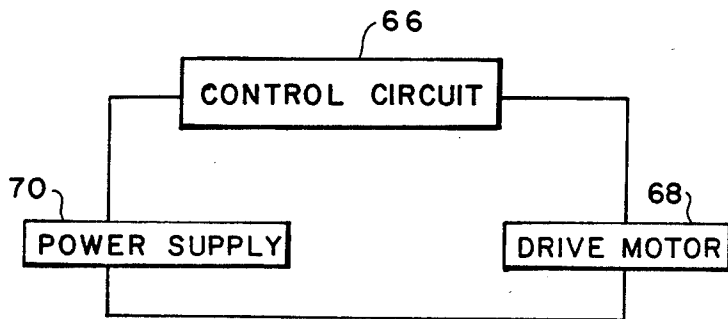 66
CONTROL CIRCUIT
70
68
POWER SUPPLY
DRIVE MOTOR